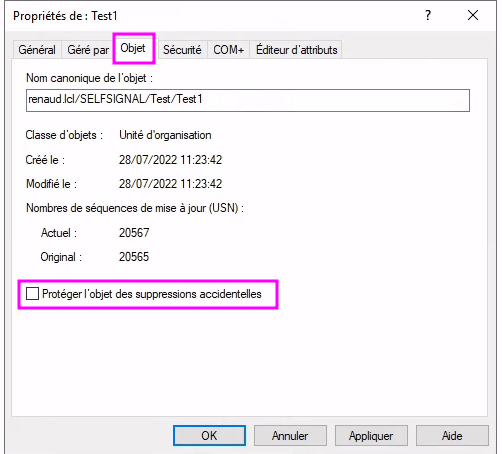 Propriétés de : Test1
?
Général Géré par Objet Sécurité COM+ Éditeur d'attributs
Nom canonique de l'objet :
renaud.lcl/SELFSIGNAL/Test/Test1
Classe d'objets : Unité d'organisation
Créé le : 28/07/2022 11:23:42
Modifié le : 28/07/2022 11:23:42
Nombres de séquences de mise à jour (USN) :
Actuel : 20567
Original : 20565
Protéger l'objet des suppressions accidentelles
OK Annuler Appliquer Aide